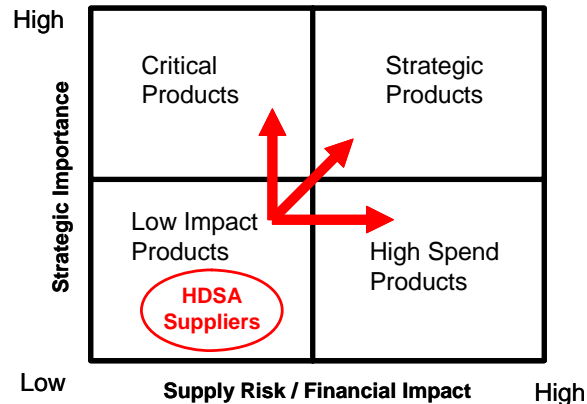 High
Critical
Products
Strategic
Products
Strategic Importance
Low Impact
Products
High Spend
Products
HDSA
Suppliers
Low
Supply Risk / Financial Impact
High